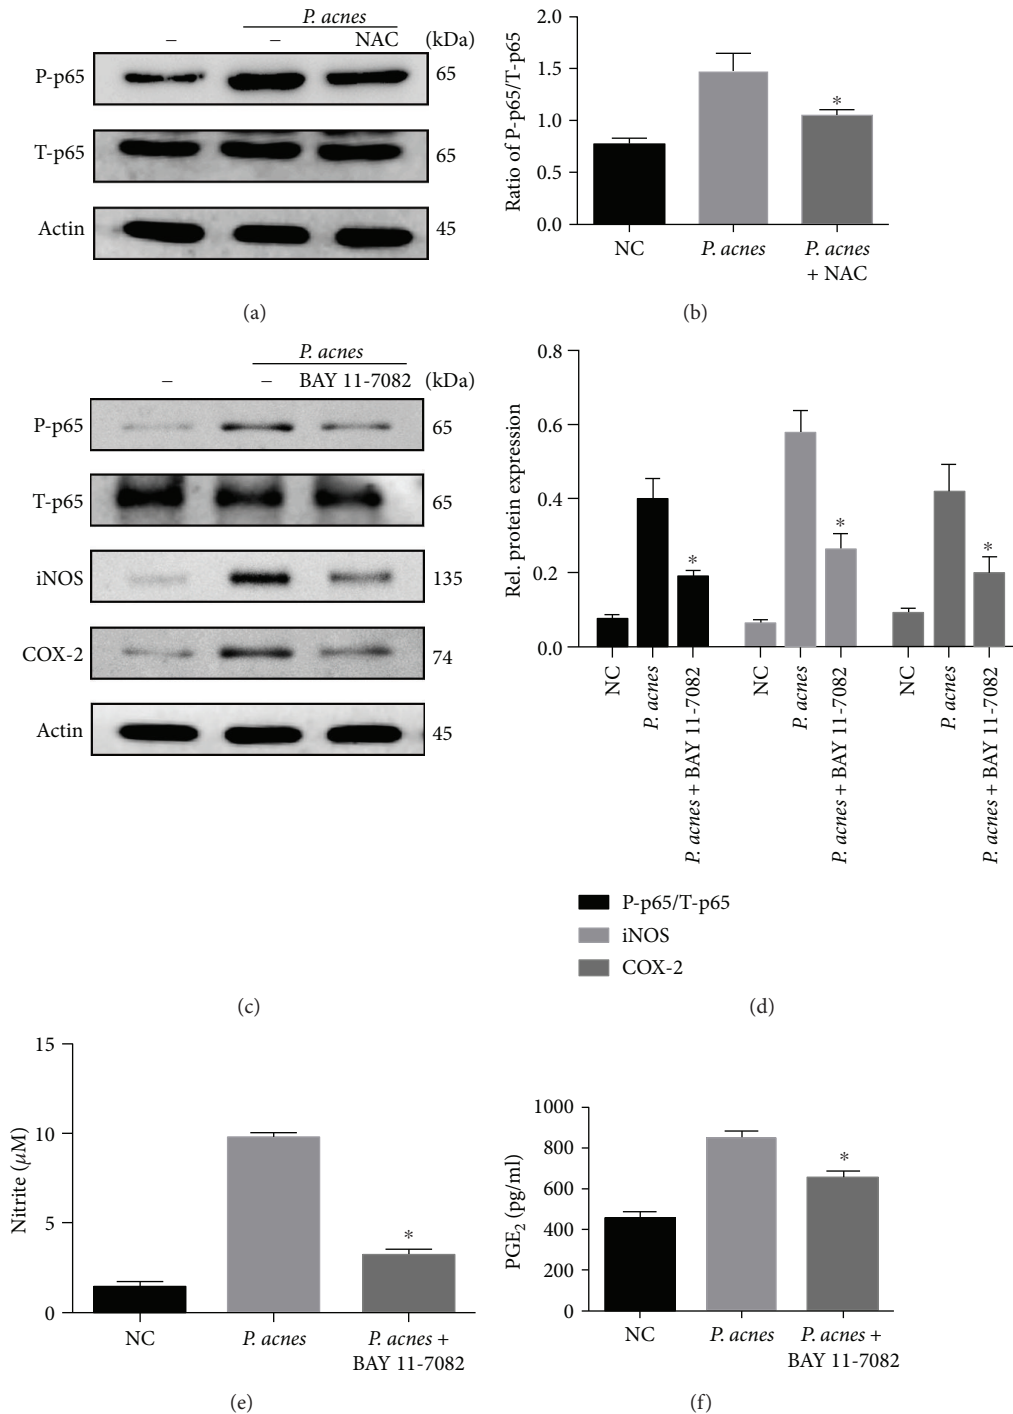 P. acnes
– – NAC (kDa)
P-p65 65
T-p65 65
Actin 45
(a)
Ratio of P-p65/T-p65
2.0
1.5
1.0
0.5
0.0
*
NC P. acnes P. acnes
+ NAC
(b)
P. acnes
– – BAY 11-7082 (kDa)
P-p65 65
T-p65 65
iNOS 135
COX-2 74
Actin 45
(c)
Rel. protein expression
0.8
0.6
0.4
0.2
0.0
* * *
NC
P. acnes
P. acnes + BAY 11-7082
NC
P. acnes
P. acnes + BAY 11-7082
NC
P. acnes
P. acnes + BAY 11-7082
P-p65/T-p65
iNOS
COX-2
(d)
Nitrite (μM)
15
10
5
0
*
NC P. acnes P. acnes +
BAY 11-7082
(e)
PGE₂ (pg/ml)
1000
800
600
400
200
0
*
NC P. acnes P. acnes +
BAY 11-7082
(f)